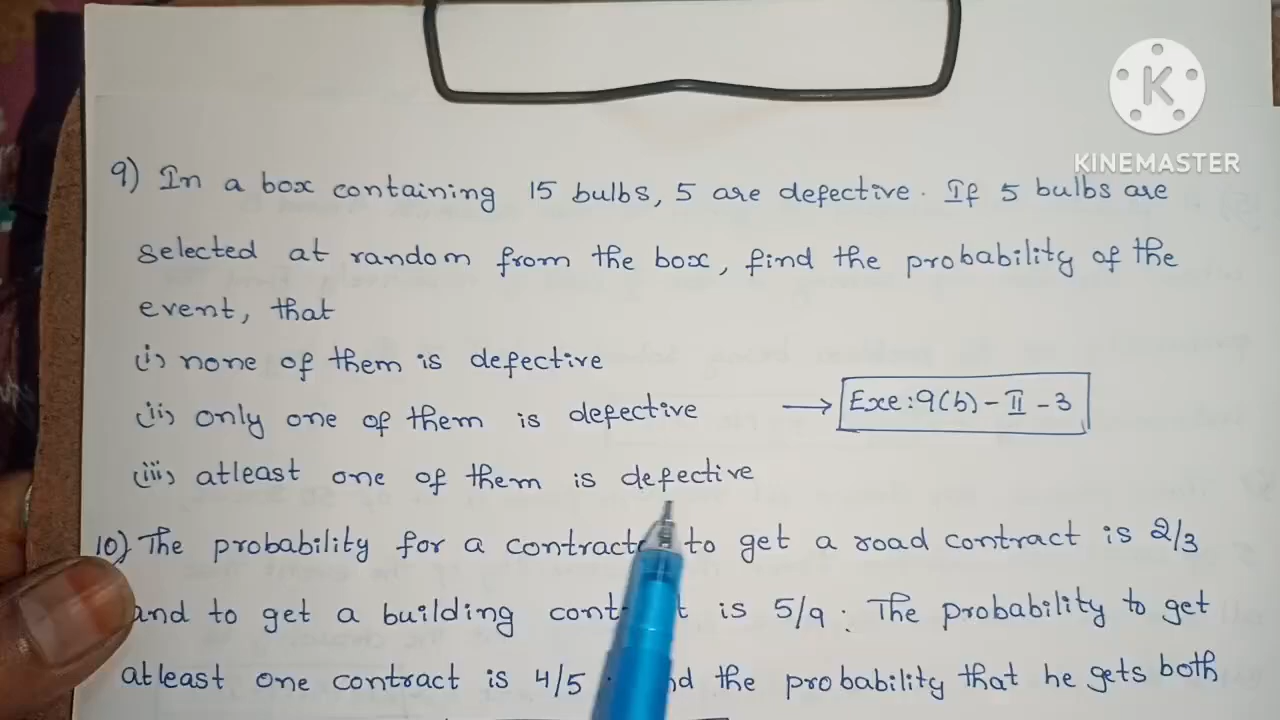 KINEMASTER
9) In a box containing 15 bulbs, 5 are defective. If 5 bulbs are
selected at random from the box, find the probability of the
event, that
(i) none of them is defective
(ii) only one of them is defective
→ Exe: 9(b) - II - 3
(iii) atleast one of them is defective
10) The probability for a contracto to get a road contract is 2/3
and to get a building cont t is 5/9. The probability to get
atleast one contract is 4/5. nd the probability that he gets both